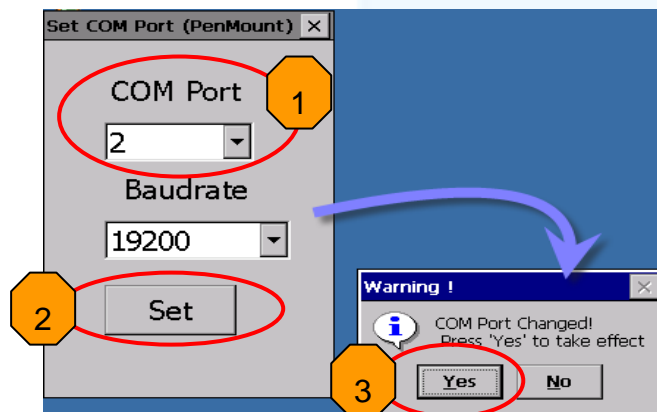 Set COM Port (PenMount)
COM Port
1
2
Baudrate
19200
2
Set
Warning !
COM Port Changed!
Press 'Yes' to take effect
3
Yes
No